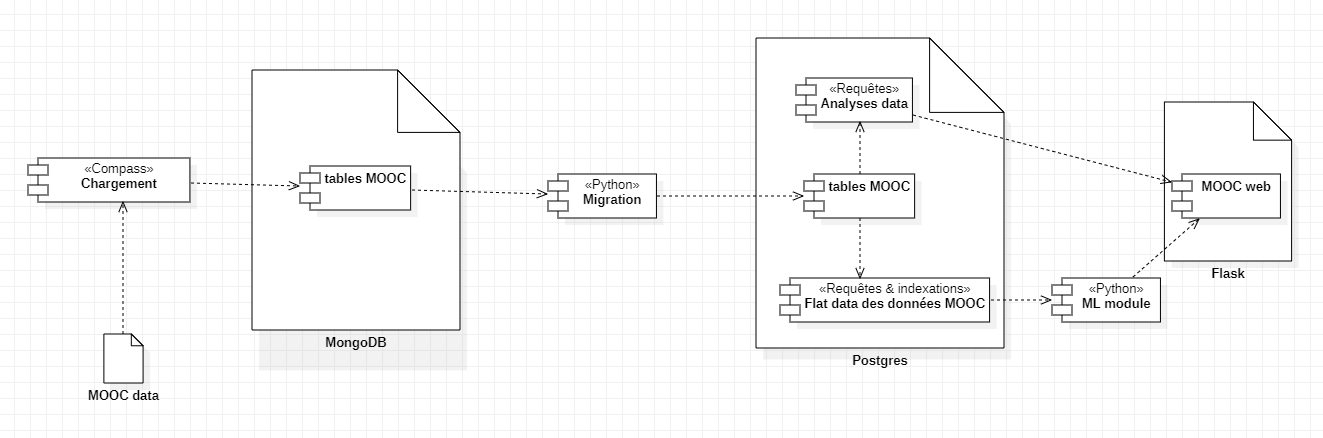 MOOC data
«Compass»
Chargement
tables MOOC
MongoDB
«Python»
Migration
«Requêtes»
Analyses data
tables MOOC
«Requêtes & indexations»
Flat data des données MOOC
Postgres
«Python»
ML module
MOOC web
Flask